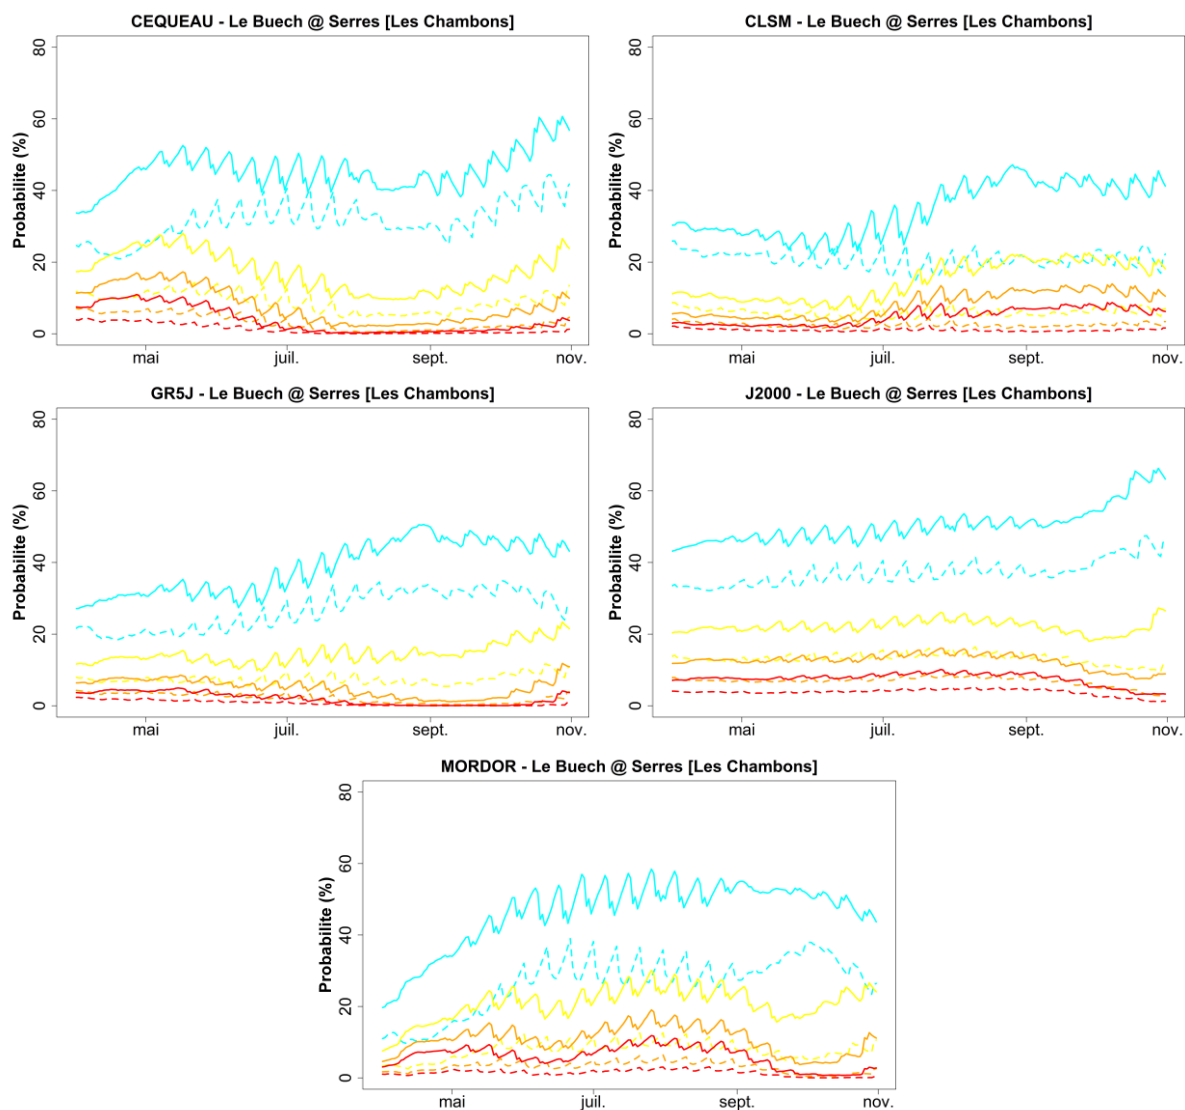 CEQUEAU - Le Buech @ Serres [Les Chambons]
Probabilite (%)
80
60
40
20
0
mai juil. sept. nov.
CLSM - Le Buech @ Serres [Les Chambons]
Probabilite (%)
80
60
40
20
0
mai juil. sept. nov.
GR5J - Le Buech @ Serres [Les Chambons]
Probabilite (%)
80
60
40
20
0
mai juil. sept. nov.
J2000 - Le Buech @ Serres [Les Chambons]
Probabilite (%)
80
60
40
20
0
mai juil. sept. nov.
MORDOR - Le Buech @ Serres [Les Chambons]
Probabilite (%)
80
60
40
20
0
mai juil. sept. nov.